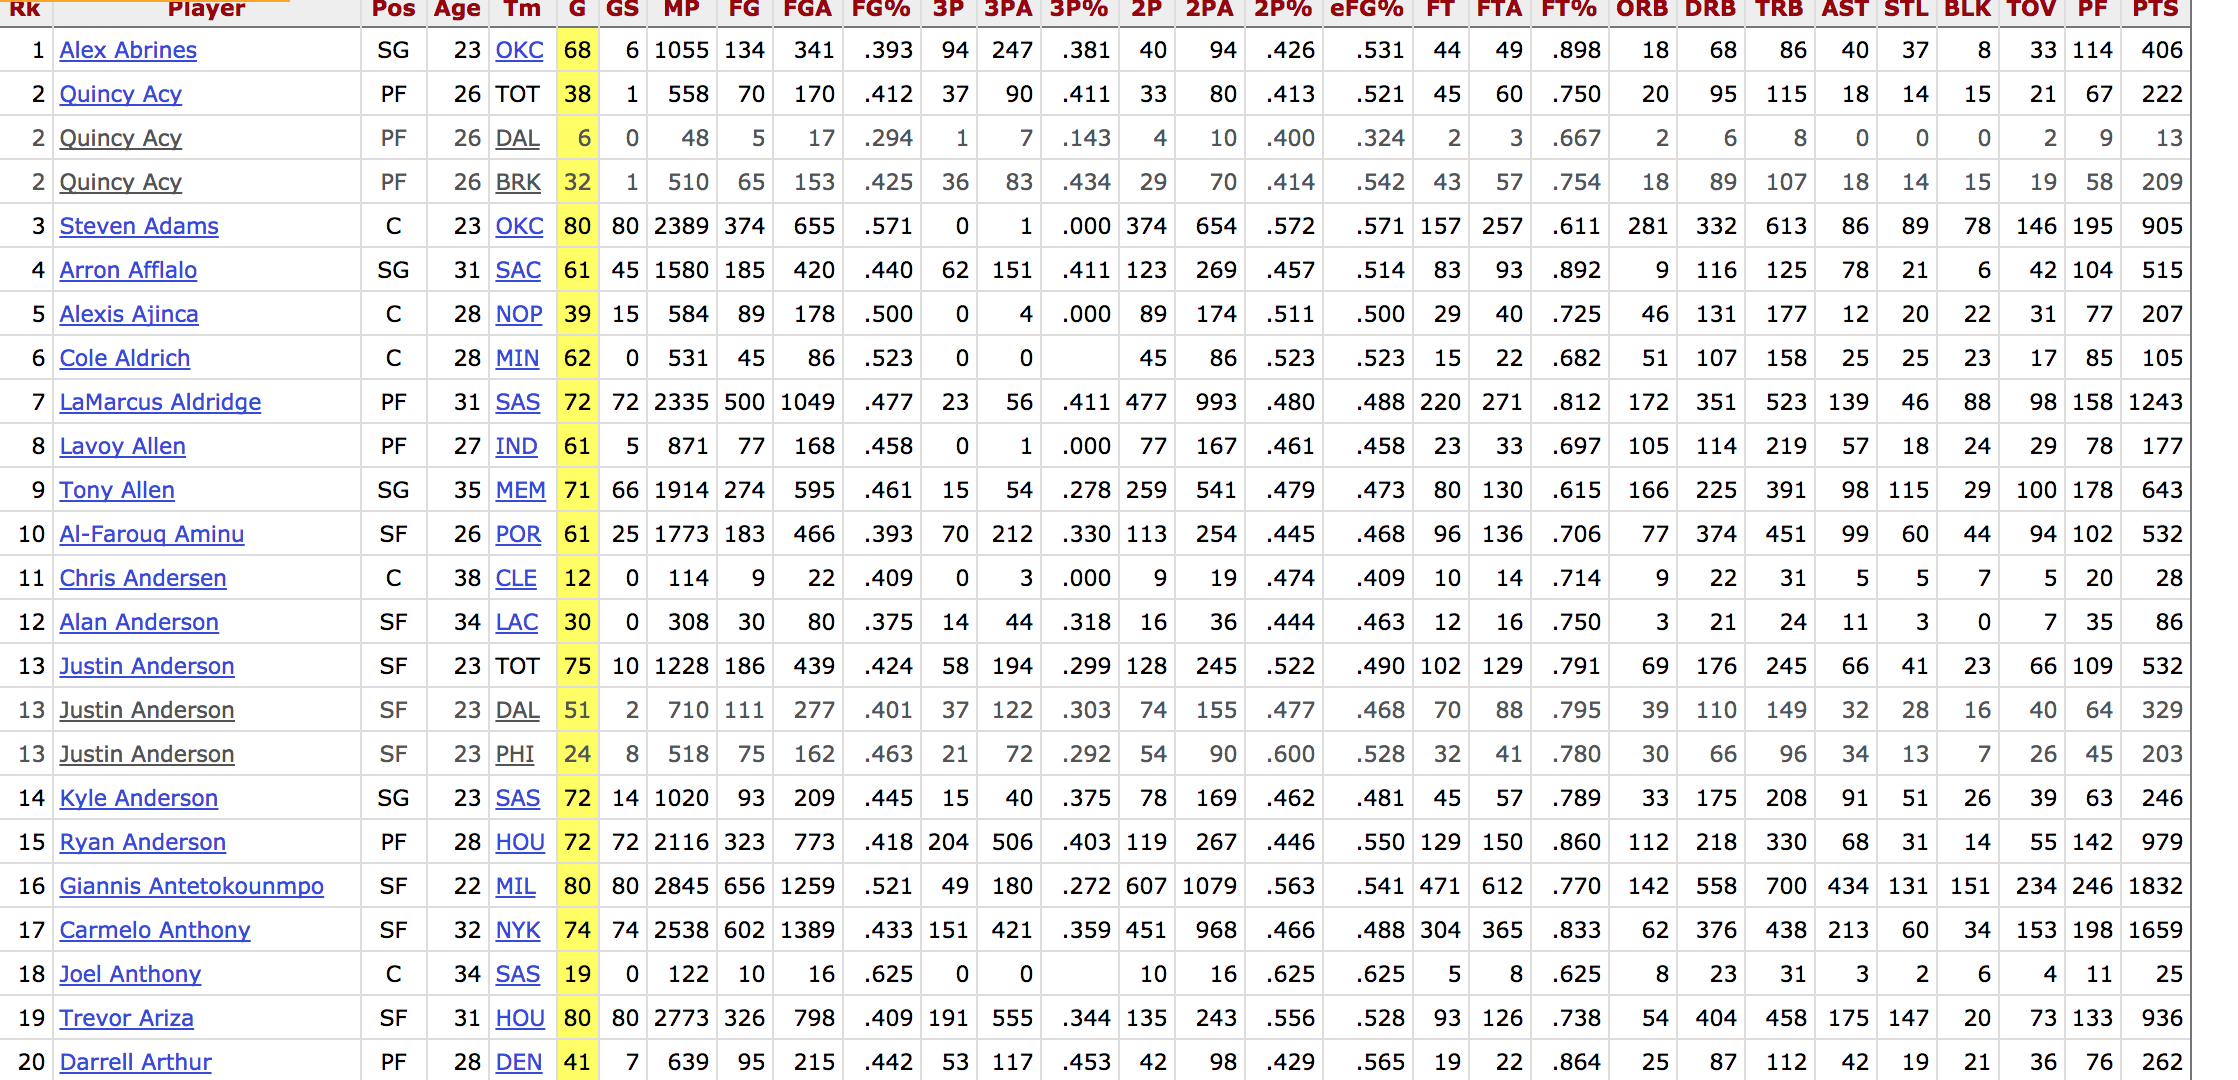 Rk Player Pos Age Tm G GS MP FG FGA FG% 3P 3PA 3P% 2P 2PA 2P% eFG% FT FTA FT% ORB DRB TRB AST STL BLK TOV PF PTS
1 Alex Abrines SG 23 OKC 68 6 1055 134 341 .393 94 247 .381 40 94 .426 .531 44 49 .898 18 68 86 40 37 8 33 114 406
2 Quincy Acy PF 26 TOT 38 1 558 70 170 .412 37 90 .411 33 80 .413 .521 45 60 .750 20 95 115 18 14 15 21 67 222
2 Quincy Acy PF 26 DAL 6 0 48 5 17 .294 1 7 .143 4 10 .400 .324 2 3 .667 2 6 8 0 0 0 2 9 13
2 Quincy Acy PF 26 BRK 32 1 510 65 153 .425 36 83 .434 29 70 .414 .542 43 57 .754 18 89 107 18 14 15 19 58 209
3 Steven Adams C 23 OKC 80 80 2389 374 655 .571 0 1 .000 374 654 .572 .571 157 257 .611 281 332 613 86 89 78 146 195 905
4 Arron Afflalo SG 31 SAC 61 45 1580 185 420 .440 62 151 .411 123 269 .457 .514 83 93 .892 9 116 125 78 21 6 42 104 515
5 Alexis Ajinca C 28 NOP 39 15 584 89 178 .500 0 4 .000 89 174 .511 .500 29 40 .725 46 131 177 12 20 22 31 77 207
6 Cole Aldrich C 28 MIN 62 0 531 45 86 .523 0 0 45 86 .523 .523 15 22 .682 51 107 158 25 25 23 17 85 105
7 LaMarcus Aldridge PF 31 SAS 72 72 2335 500 1049 .477 23 56 .411 477 993 .480 .488 220 271 .812 172 351 523 139 46 88 98 158 1243
8 Lavoy Allen PF 27 IND 61 5 871 77 168 .458 0 1 .000 77 167 .461 .458 23 33 .697 105 114 219 57 18 24 29 78 177
9 Tony Allen SG 35 MEM 71 66 1914 274 595 .461 15 54 .278 259 541 .479 .473 80 130 .615 166 225 391 98 115 29 100 178 643
10 Al-Farouq Aminu SF 26 POR 61 25 1773 183 466 .393 70 212 .330 113 254 .445 .468 96 136 .706 77 374 451 99 60 44 94 102 532
11 Chris Andersen C 38 CLE 12 0 114 9 22 .409 0 3 .000 9 19 .474 .409 10 14 .714 9 22 31 5 5 7 5 20 28
12 Alan Anderson SF 34 LAC 30 0 308 30 80 .375 14 44 .318 16 36 .444 .463 12 16 .750 3 21 24 11 3 0 7 35 86
13 Justin Anderson SF 23 TOT 75 10 1228 186 439 .424 58 194 .299 128 245 .522 .490 102 129 .791 69 176 245 66 41 23 66 109 532
13 Justin Anderson SF 23 DAL 51 2 710 111 277 .401 37 122 .303 74 155 .477 .468 70 88 .795 39 110 149 32 28 16 40 64 329
13 Justin Anderson SF 23 PHI 24 8 518 75 162 .463 21 72 .292 54 90 .600 .528 32 41 .780 30 66 96 34 13 7 26 45 203
14 Kyle Anderson SG 23 SAS 72 14 1020 93 209 .445 15 40 .375 78 169 .462 .481 45 57 .789 33 175 208 91 51 26 39 63 246
15 Ryan Anderson PF 28 HOU 72 72 2116 323 773 .418 204 506 .403 119 267 .446 .550 129 150 .860 112 218 330 68 31 14 55 142 979
16 Giannis Antetokounmpo SF 22 MIL 80 80 2845 656 1259 .521 49 180 .272 607 1079 .563 .541 471 612 .770 142 558 700 434 131 151 234 246 1832
17 Carmelo Anthony SF 32 NYK 74 74 2538 602 1389 .433 151 421 .359 451 968 .466 .488 304 365 .833 62 376 438 213 60 34 153 198 1659
18 Joel Anthony C 34 SAS 19 0 122 10 16 .625 0 0 10 16 .625 .625 5 8 .625 8 23 31 3 2 6 4 11 25
19 Trevor Ariza SF 31 HOU 80 80 2773 326 798 .409 191 555 .344 135 243 .556 .528 93 126 .738 54 404 458 175 147 20 73 133 936
20 Darrell Arthur PF 28 DEN 41 7 639 95 215 .442 53 117 .453 42 98 .429 .565 19 22 .864 25 87 112 42 19 21 36 76 262